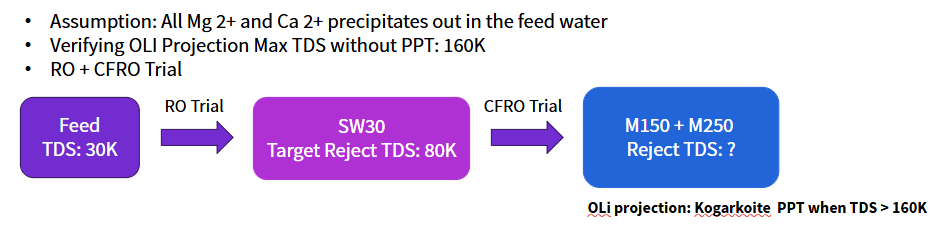 • Assumption: All Mg 2+ and Ca 2+ precipitates out in the feed water
• Verifying OLI Projection Max TDS without PPT: 160K
• RO + CFRO Trial
Feed
TDS: 30K
RO Trial
SW30
Target Reject TDS: 80K
CFRO Trial
M150 + M250
Reject TDS: ?
OLi projection: Kogarkoite PPT when TDS > 160K